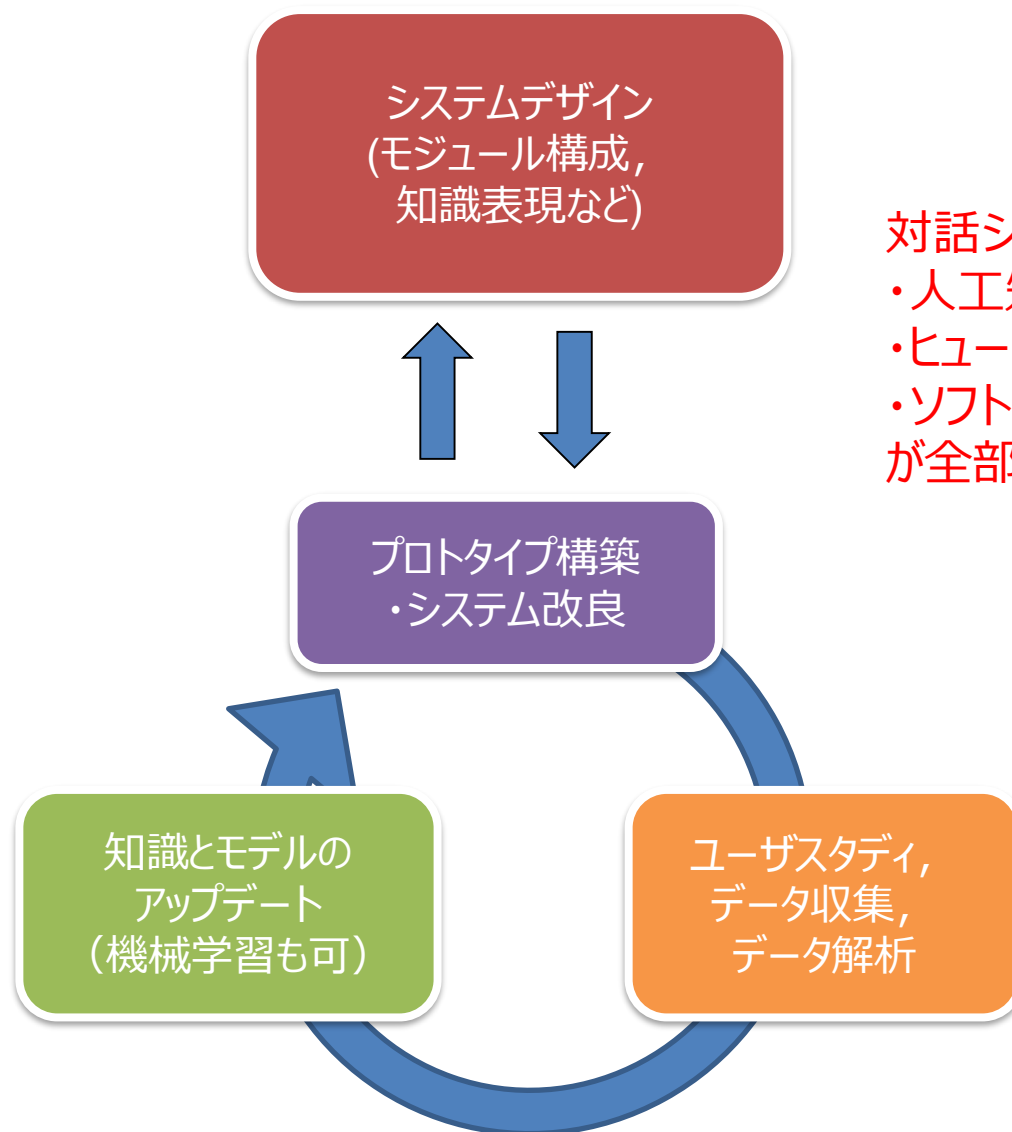 システムデザイン
(モジュール構成,
知識表現など)
対話シ
・人工
・ヒュー
・ソフト
が全部
プロトタイプ構築
・システム改良
知識とモデルの
アップデート
（機械学習も可）
ユーザスタディ,
データ収集,
データ解析